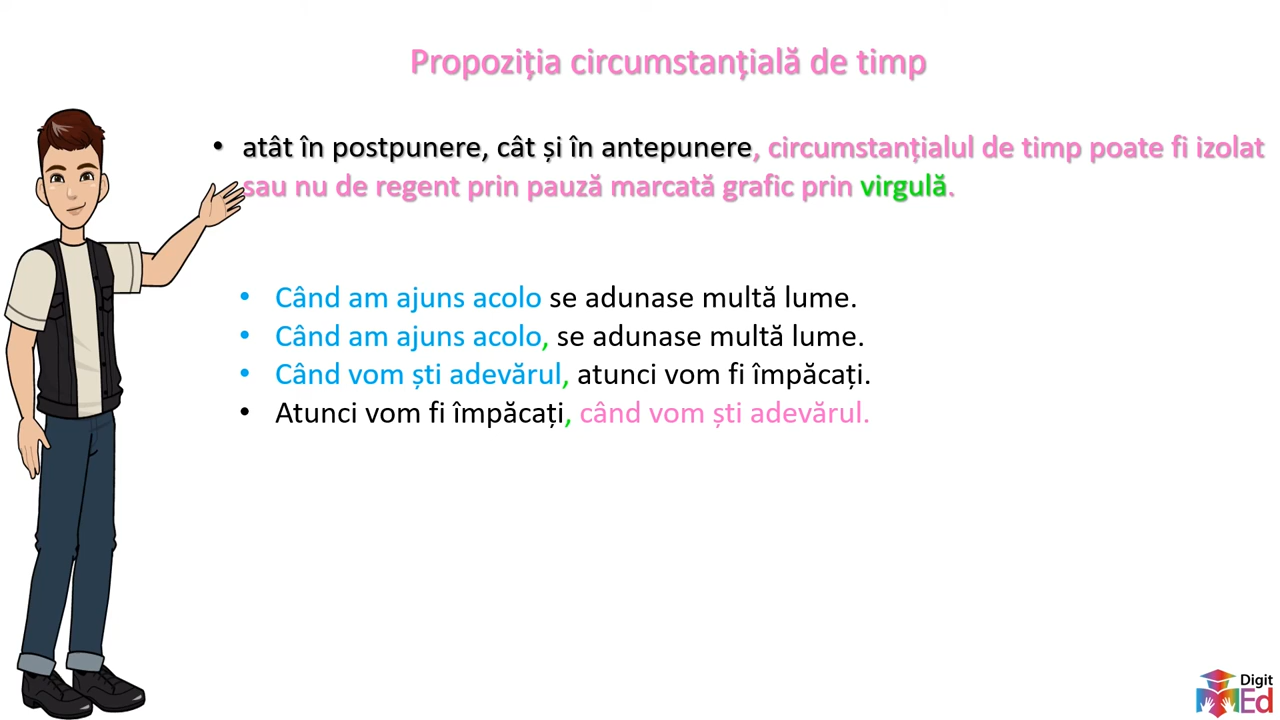 Propoziția circumstanțială de timp
• atât în postpunere, cât și în antepunere, circumstanțialul de timp poate fi izolat
sau nu de regent prin pauză marcată grafic prin virgulă.
• Când am ajuns acolo se adunase multă lume.
• Când am ajuns acolo, se adunase multă lume.
• Când vom ști adevărul, atunci vom fi împăcați.
• Atunci vom fi împăcați, când vom ști adevărul.
Digit
Ed